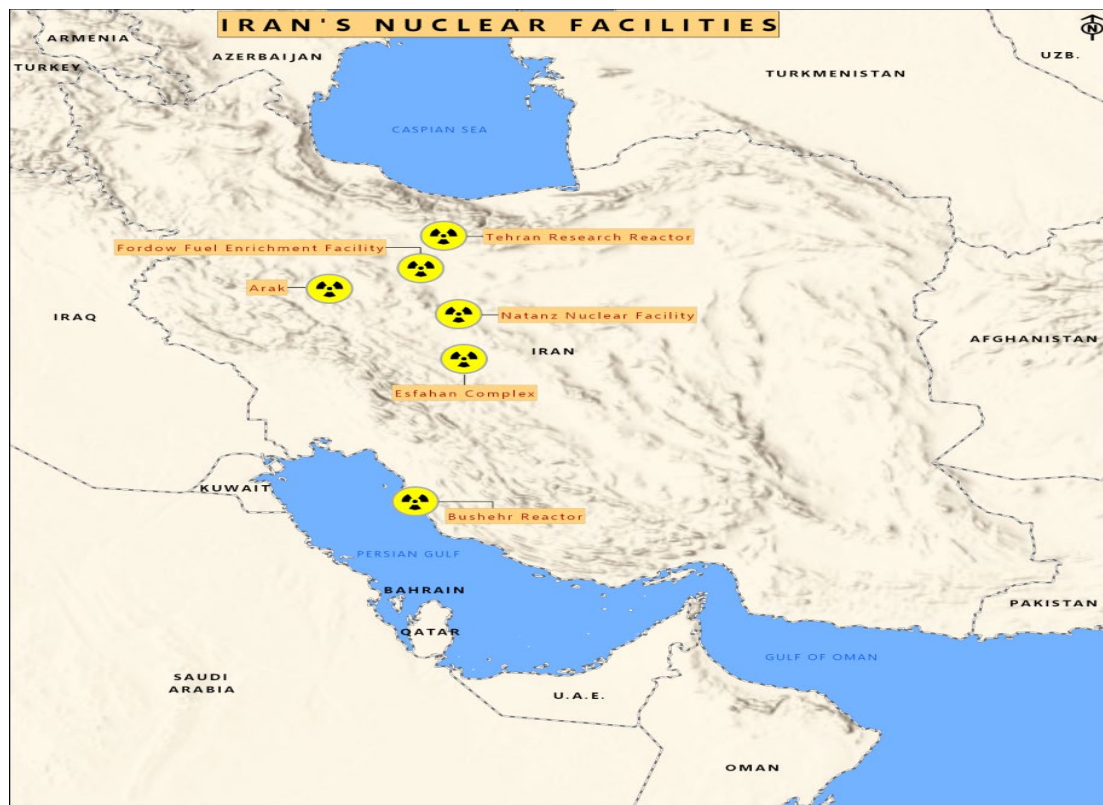 IRAN'S NUCLEAR FACILITIES
N
ARMENIA
AZERBAIJAN
UZB.
TURKEY
TURKMENISTAN
CASPIAN SEA
Tehran Research Reactor
Fordow Fuel Enrichment Facility
Arak
IRAQ
Natanz Nuclear Facility
AFGHANISTAN
IRAN
Esfahan Complex
KUWAIT
Bushehr Reactor
PERSIAN GULF
BAHRAIN
PAKISTAN
QATAR
GULF OF OMAN
SAUDI
ARABIA
U.A.E.
OMAN